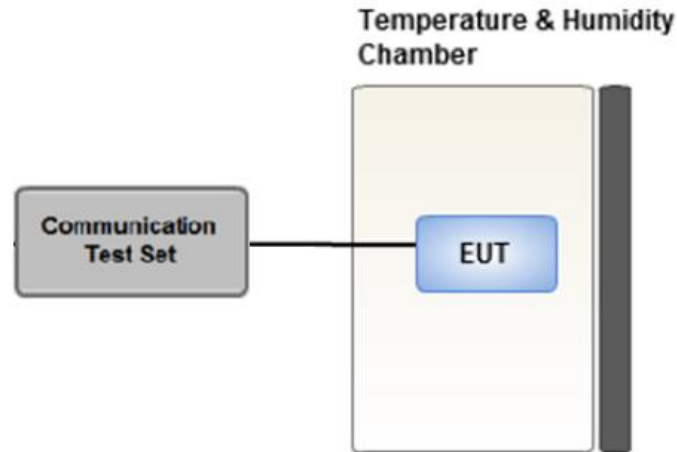 Temperature & Humidity
Chamber
Communication
Test Set
EUT